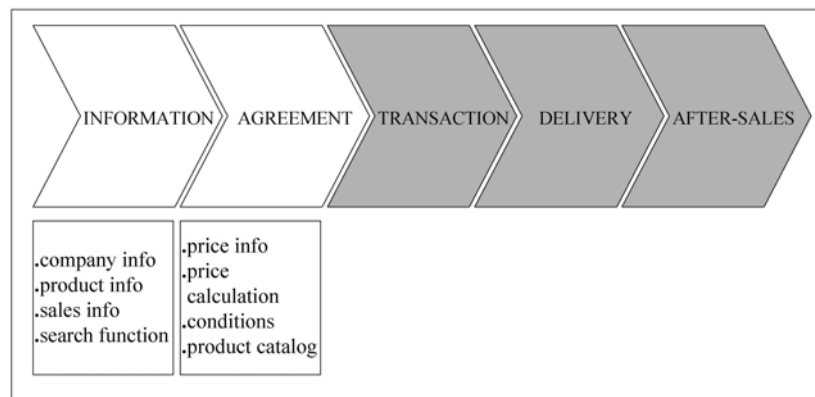 INFORMATION AGREEMENT TRANSACTION DELIVERY AFTER-SALES
.company info
.product info
.sales info
.search function
.price info
.price
calculation
.conditions
.product catalog